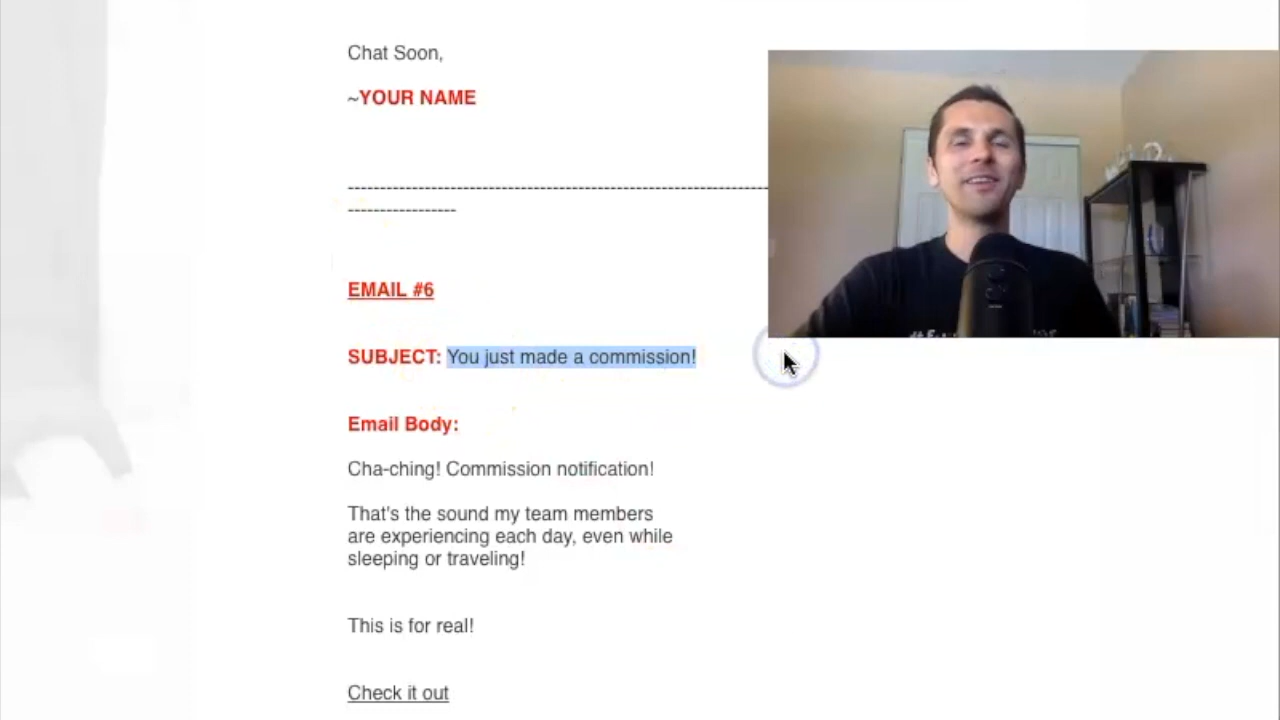 Chat Soon,
~YOUR NAME
---------------------------------------------------------------------
-----------------
EMAIL #6
SUBJECT: You just made a commission!
Email Body:
Cha-ching! Commission notification!
That's the sound my team members
are experiencing each day, even while
sleeping or traveling!
This is for real!
Check it out